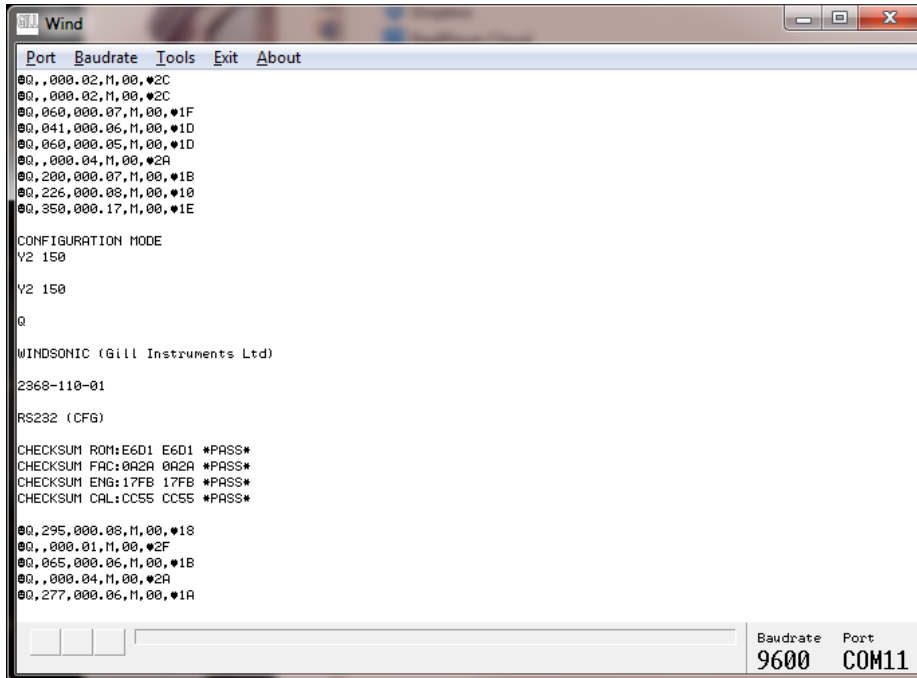 GILL Wind
Port Baudrate Tools Exit About
☻Q,,000.02,M,00,♥2C
☻Q,,000.02,M,00,♥2C
☻Q,060,000.07,M,00,♥1F
☻Q,041,000.06,M,00,♥1D
☻Q,060,000.05,M,00,♥1D
☻Q,,000.04,M,00,♥2A
☻Q,200,000.07,M,00,♥1B
☻Q,226,000.08,M,00,♥10
☻Q,350,000.17,M,00,♥1E
CONFIGURATION MODE
Y2 150
Y2 150
Q
WINDSONIC (Gill Instruments Ltd)
2368-110-01
RS232 (CFG)
CHECKSUM ROM:E6D1 E6D1 *PASS*
CHECKSUM FAC:0A2A 0A2A *PASS*
CHECKSUM ENG:17FB 17FB *PASS*
CHECKSUM CAL:CC55 CC55 *PASS*
☻Q,295,000.08,M,00,♥18
☻Q,,000.01,M,00,♥2F
☻Q,065,000.06,M,00,♥1B
☻Q,,000.04,M,00,♥2A
☻Q,277,000.06,M,00,♥1A
Baudrate Port
9600 COM11